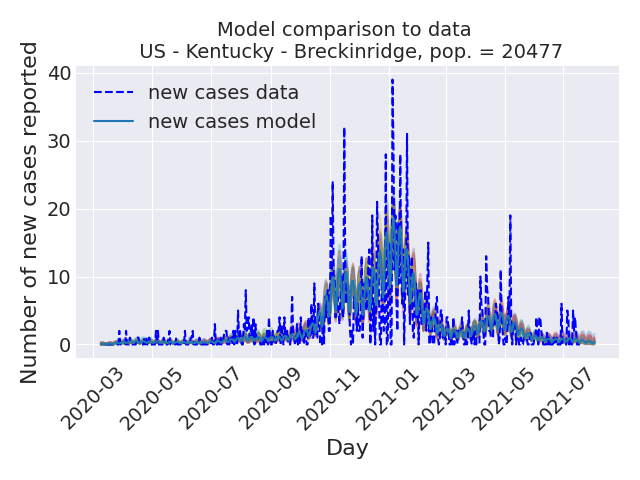 Model comparison to data
US - Kentucky - Breckinridge, pop. = 20477
Number of new cases reported
40
30
20
10
0
new cases data
new cases model
2020-03
2020-05
2020-07
2020-09
2020-11
2021-01
2021-03
2021-05
2021-07
Day